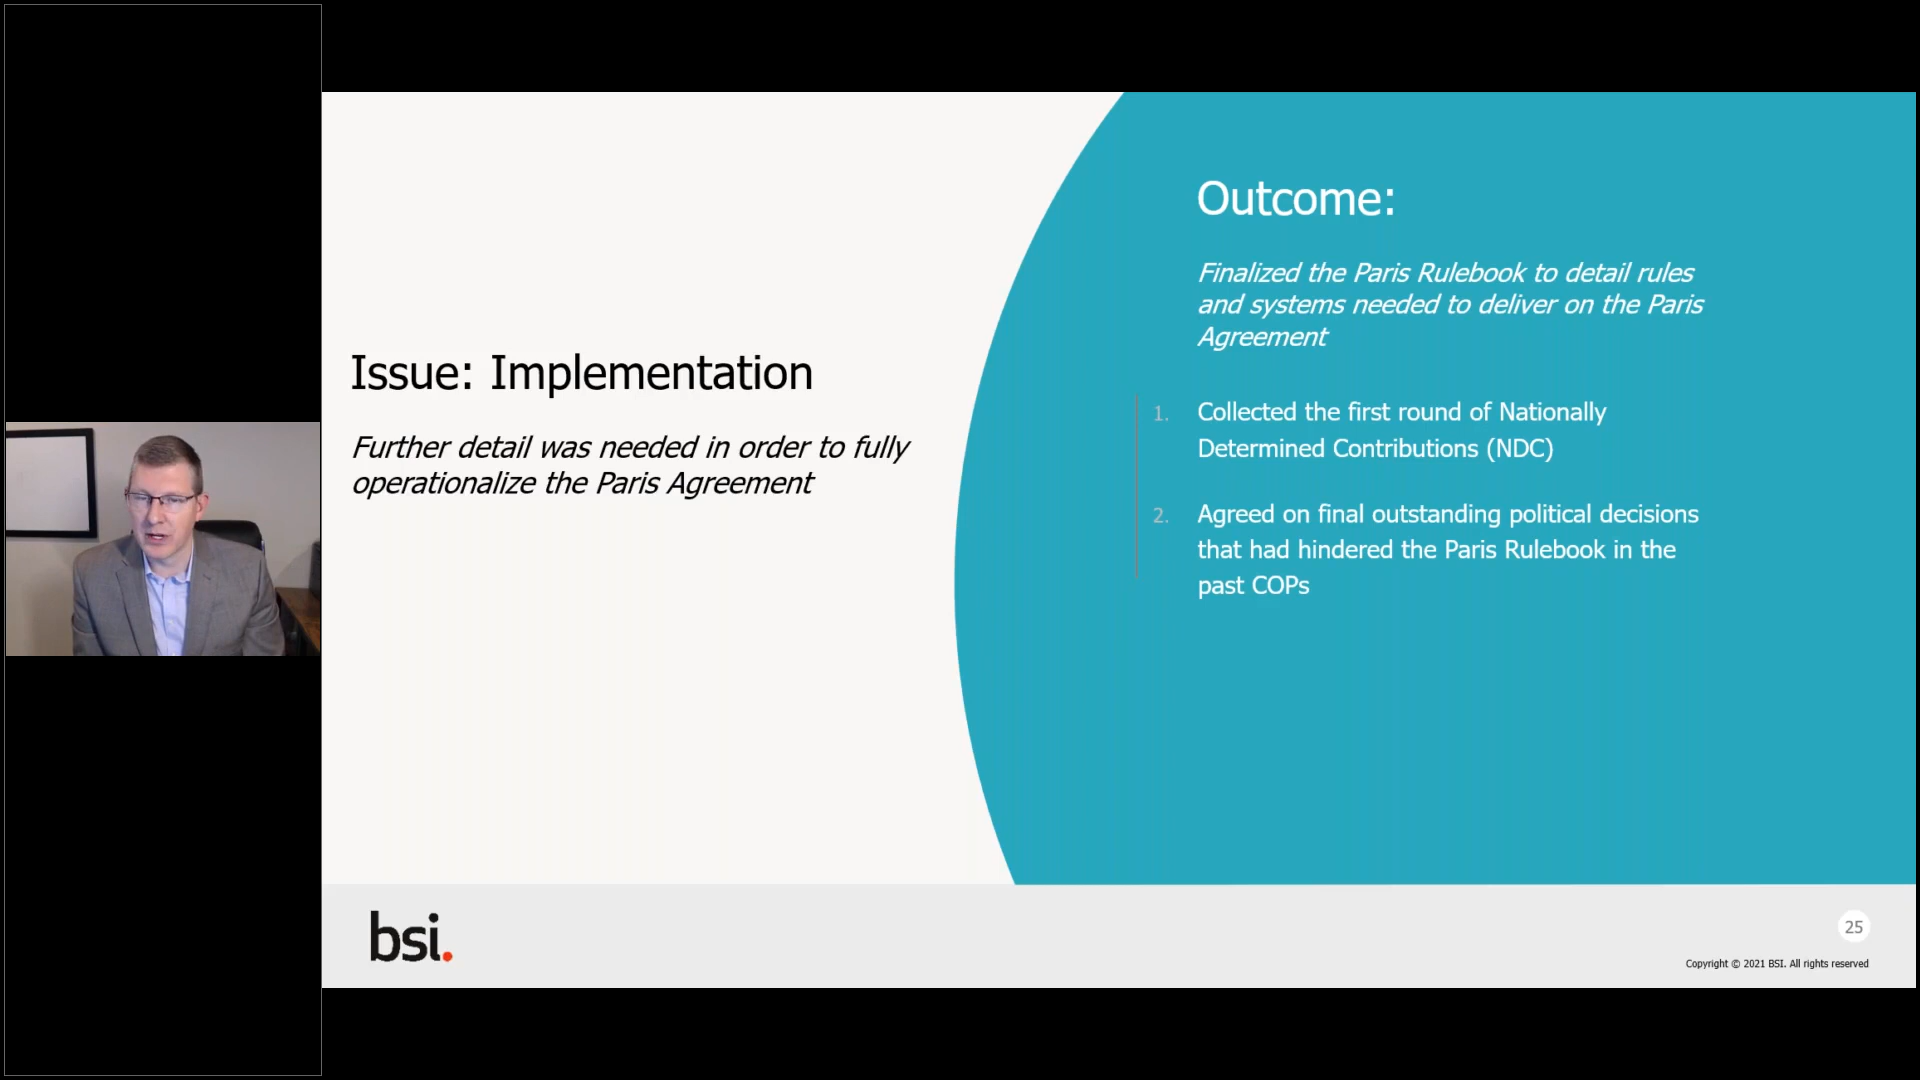 Issue: Implementation
Further detail was needed in order to fully
operationalize the Paris Agreement
Outcome:
Finalized the Paris Rulebook to detail rules
and systems needed to deliver on the Paris
Agreement
1. Collected the first round of Nationally
Determined Contributions (NDC)
2. Agreed on final outstanding political decisions
that had hindered the Paris Rulebook in the
past COPs
bsi.
25
Copyright © 2021 BSI. All rights reserved